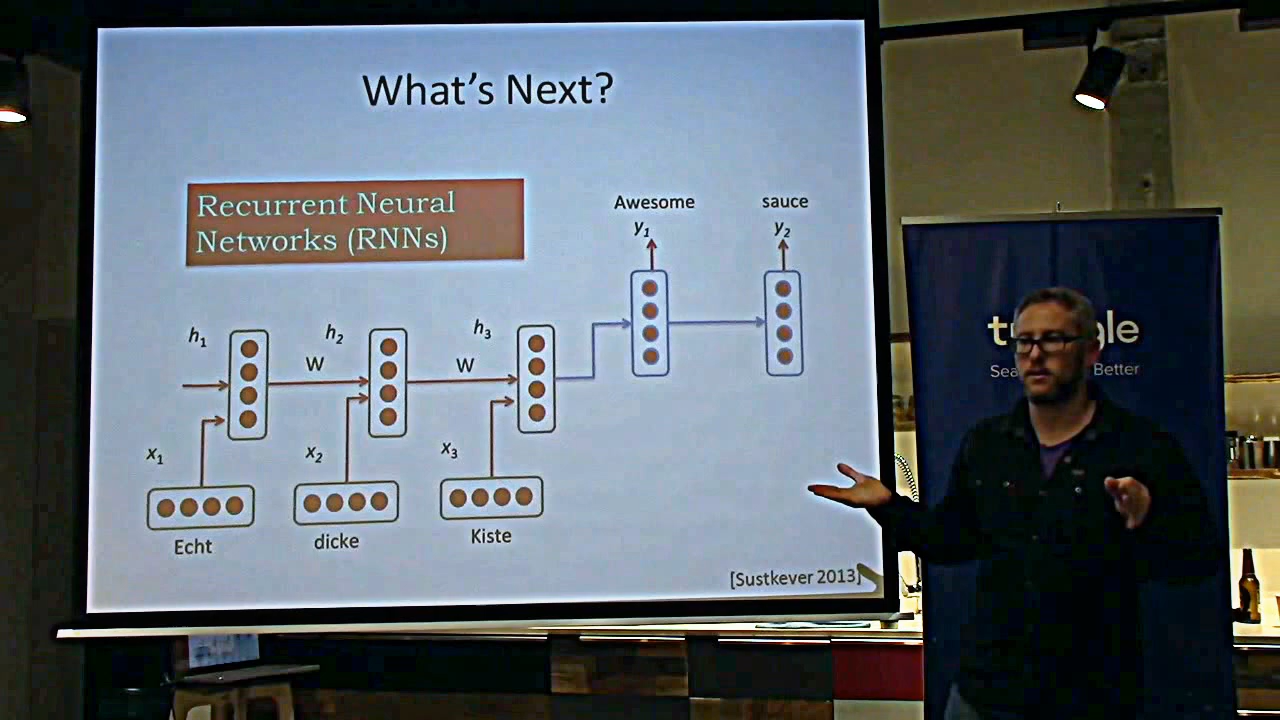 What's Next?
Recurrent Neural
Networks (RNNs)
Awesome
sauce
y1
y2
h1
h2
h3
W
W
x1
x2
x3
Echt
dicke
Kiste
[Sustkever 2013]
Better